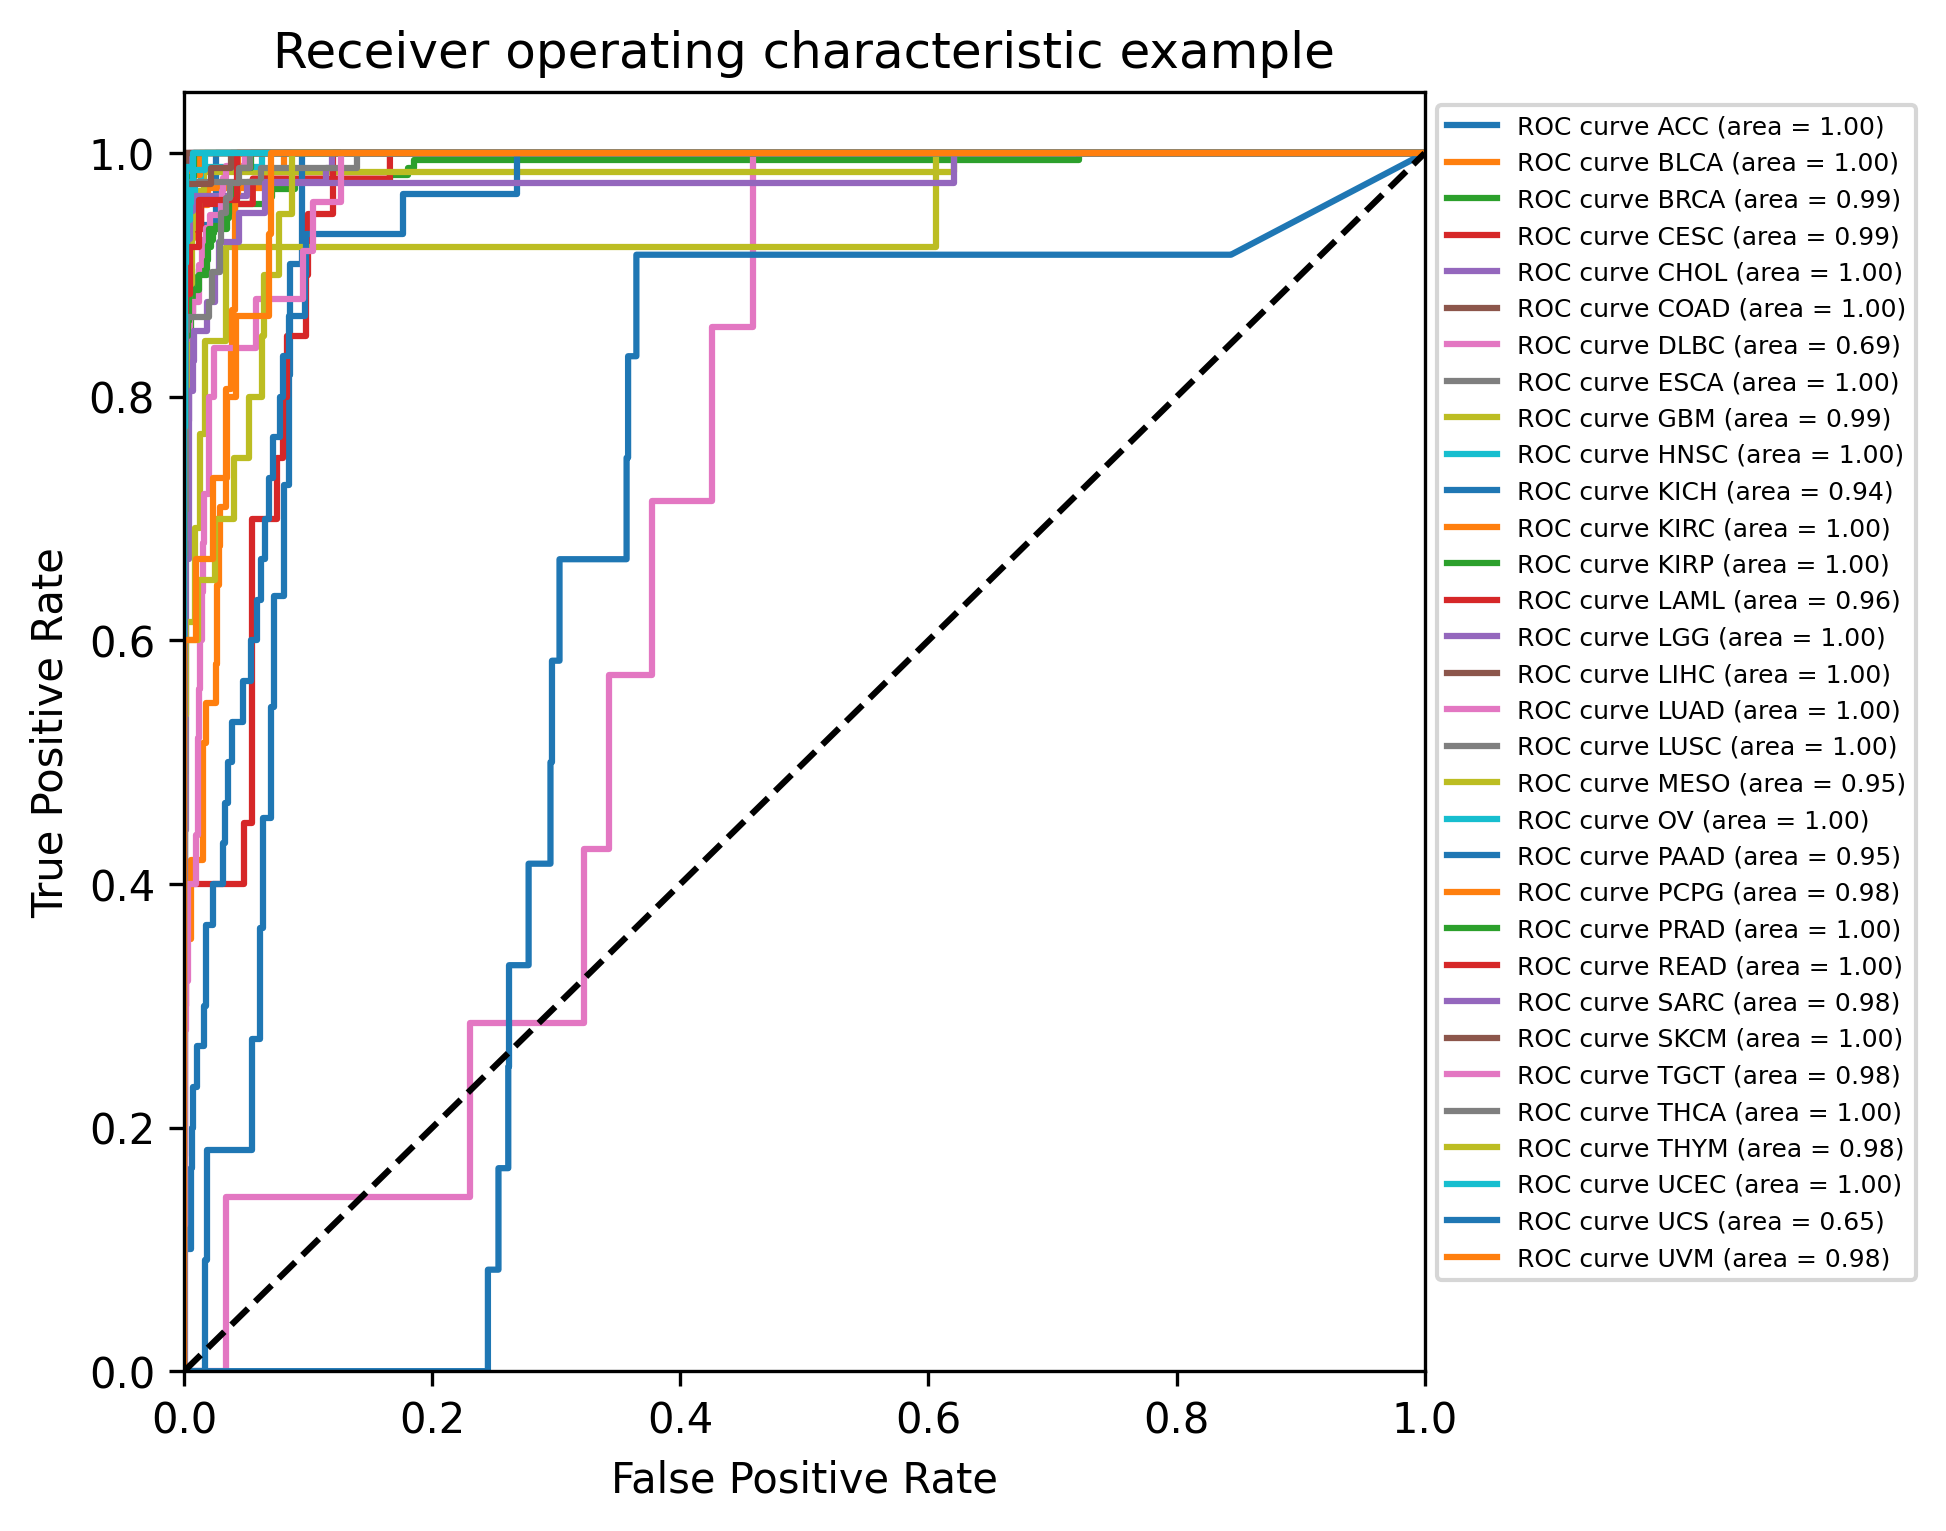 Receiver operating characteristic example
True Positive Rate
1.0
0.8
0.6
0.4
0.2
0.0
0.0 0.2 0.4 0.6 0.8 1.0
False Positive Rate
ROC curve ACC (area = 1.00)
ROC curve BLCA (area = 1.00)
ROC curve BRCA (area = 0.99)
ROC curve CESC (area = 0.99)
ROC curve CHOL (area = 1.00)
ROC curve COAD (area = 1.00)
ROC curve DLBC (area = 0.69)
ROC curve ESCA (area = 1.00)
ROC curve GBM (area = 0.99)
ROC curve HNSC (area = 1.00)
ROC curve KICH (area = 0.94)
ROC curve KIRC (area = 1.00)
ROC curve KIRP (area = 1.00)
ROC curve LAML (area = 0.96)
ROC curve LGG (area = 1.00)
ROC curve LIHC (area = 1.00)
ROC curve LUAD (area = 1.00)
ROC curve LUSC (area = 1.00)
ROC curve MESO (area = 0.95)
ROC curve OV (area = 1.00)
ROC curve PAAD (area = 0.95)
ROC curve PCPG (area = 0.98)
ROC curve PRAD (area = 1.00)
ROC curve READ (area = 1.00)
ROC curve SARC (area = 0.98)
ROC curve SKCM (area = 1.00)
ROC curve TGCT (area = 0.98)
ROC curve THCA (area = 1.00)
ROC curve THYM (area = 0.98)
ROC curve UCEC (area = 1.00)
ROC curve UCS (area = 0.65)
ROC curve UVM (area = 0.98)